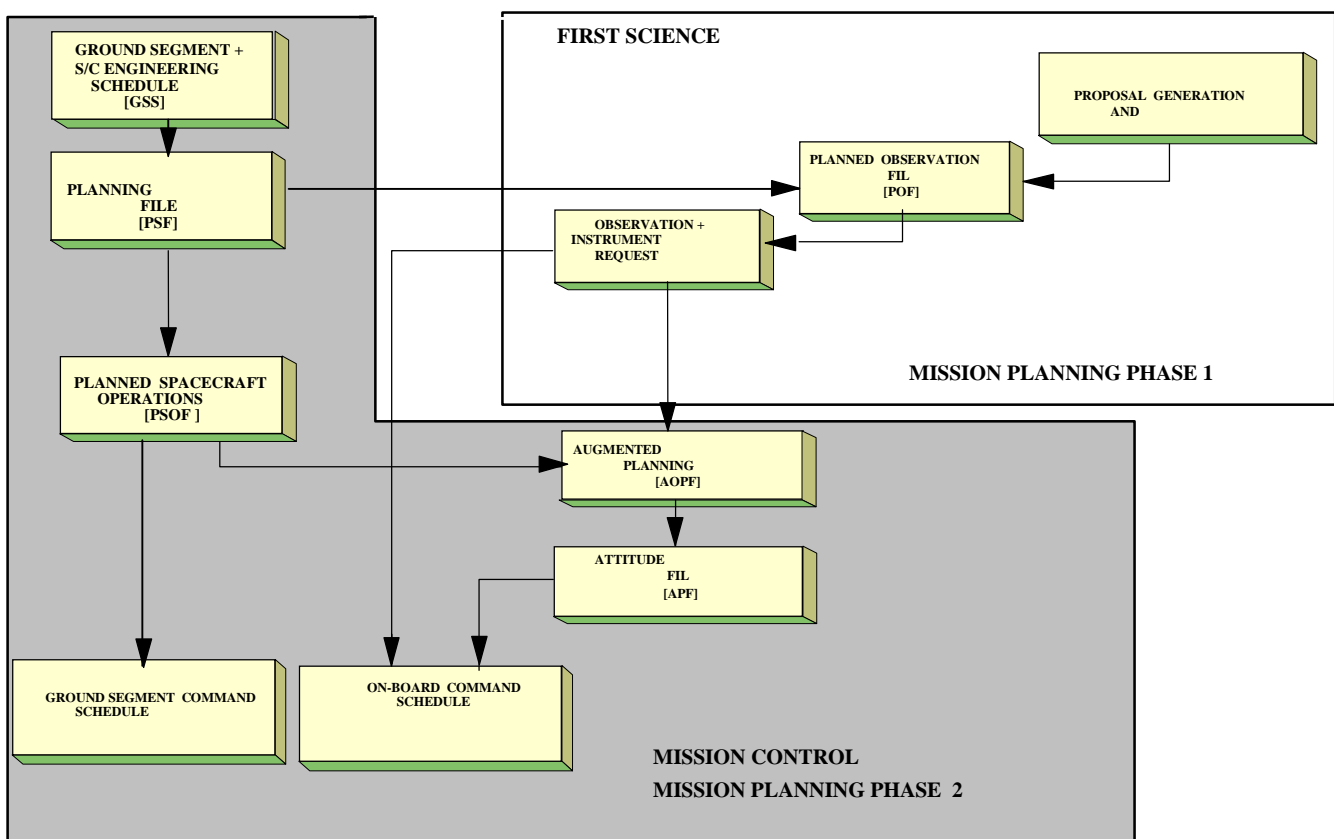 GROUND SEGMENT +
S/C ENGINEERING
SCHEDULE
[GSS]
PLANNING
FILE
[PSF]
PLANNED SPACECRAFT
OPERATIONS
[PSOF ]
GROUND SEGMENT COMMAND
SCHEDULE
FIRST SCIENCE
PROPOSAL GENERATION
AND
PLANNED OBSERVATION
FIL
[POF]
OBSERVATION +
INSTRUMENT
REQUEST
MISSION PLANNING PHASE 1
AUGMENTED
PLANNING
[AOPF]
ATTITUDE
FIL
[APF]
ON-BOARD COMMAND
SCHEDULE
MISSION CONTROL
MISSION PLANNING PHASE 2